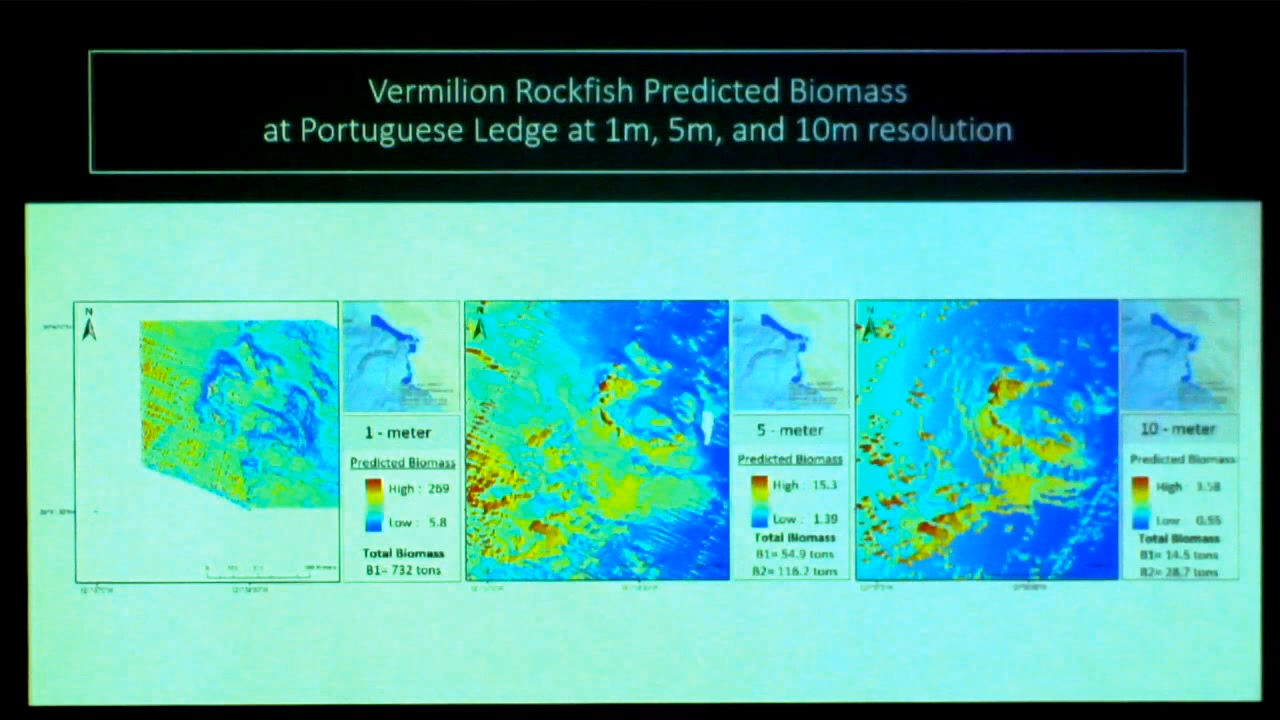 Vermilion Rockfish Predicted Biomass
at Portuguese Ledge at 1m, 5m, and 10m resolution
N
1 - meter
Predicted Biomass
High : 269
Low : 5.8
Total Biomass
B1= 732 tons
N
5 - meter
Predicted Biomass
High : 15.3
Low : 1.39
Total Biomass
B1= 54.9 tons
B2= 116.2 tons
N
10 - meter
Predicted Biomass
High : 3.58
Low : 0.55
Total Biomass
B1= 14.5 tons
B2= 28.7 tons